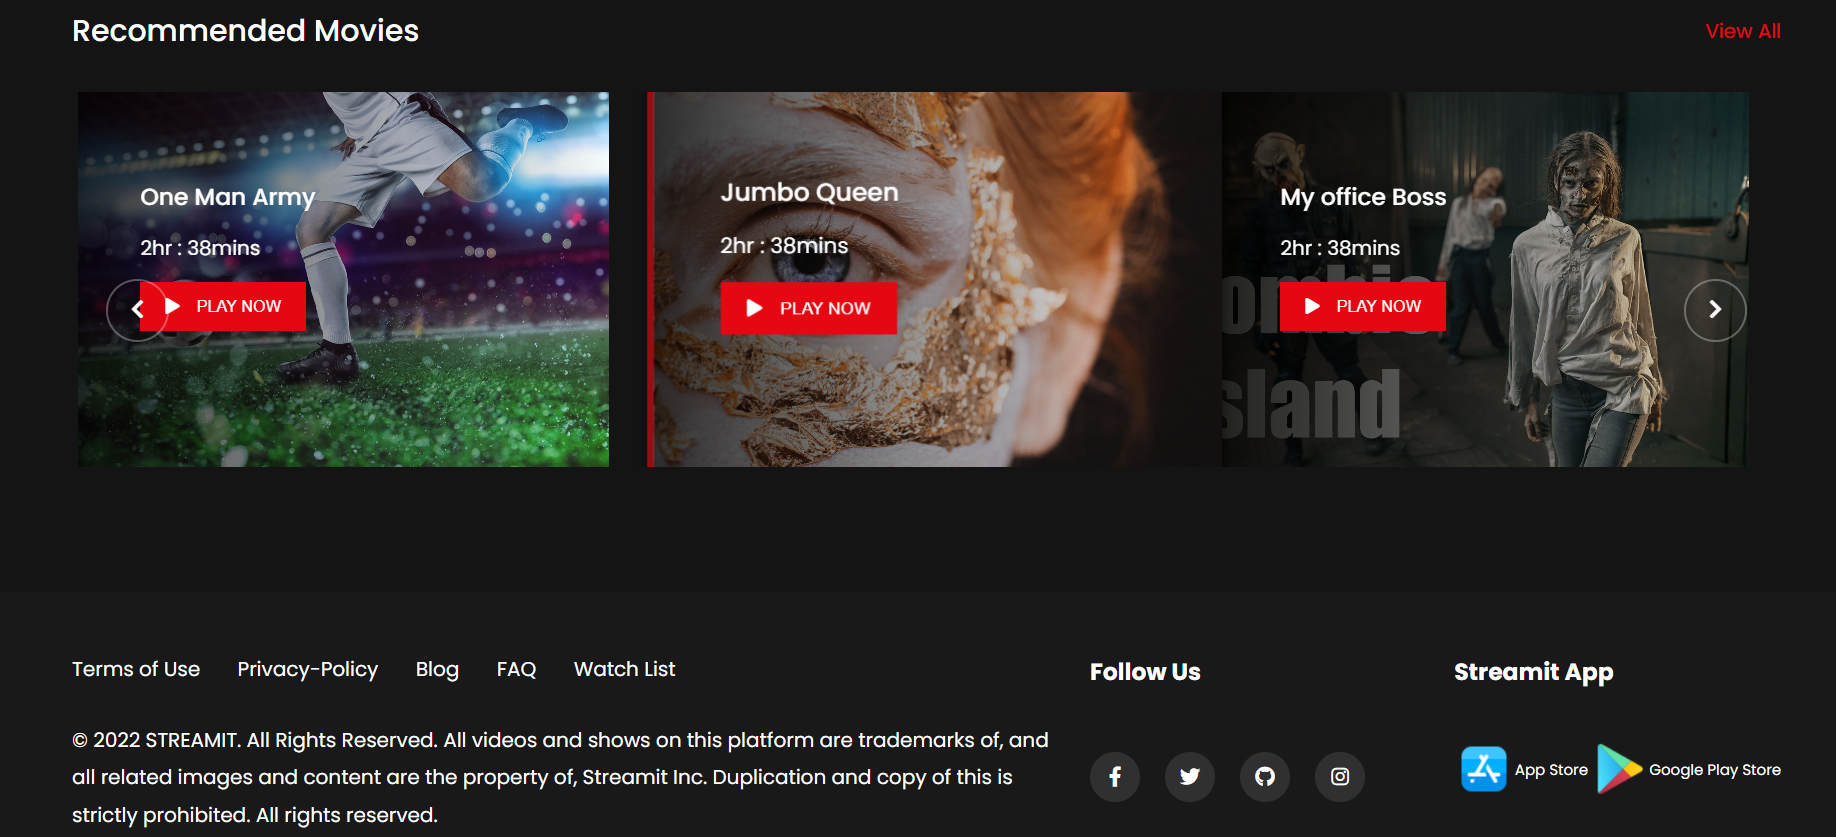 Recommended Movies
View All
One Man Army
2hr : 38mins
PLAY NOW
Jumbo Queen
2hr : 38mins
PLAY NOW
My office Boss
2hr : 38mins
PLAY NOW
sland
Terms of Use
Privacy-Policy
Blog
FAQ
Watch List
© 2022 STREAMIT. All Rights Reserved. All videos and shows on this platform are trademarks of, and
all related images and content are the property of, Streamit Inc. Duplication and copy of this is
strictly prohibited. All rights reserved.
Follow Us
Streamit App
App Store
Google Play Store